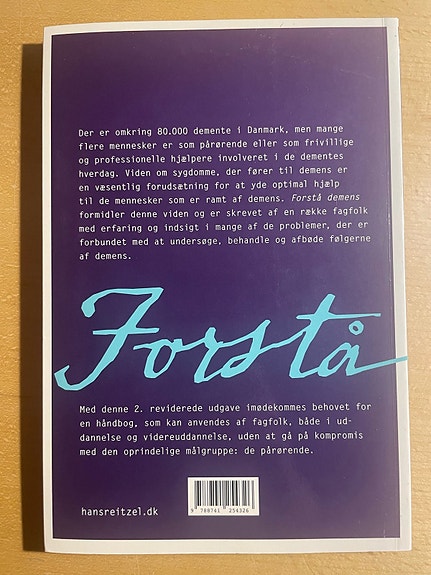 Der er omkring 80.000 demente i Danmark, men mange
flere mennesker er som pårørende eller som frivillige
og professionelle hjælpere involveret i de dementes
hverdag. Viden om sygdomme, der fører til demens er
en væsentlig forudsætning for at yde optimal hjælp
til de mennesker som er ramt af demens. Forstå demens
formidler denne viden og er skrevet af en række fagfolk
med erfaring og indsigt i mange af de problemer, der er
forbundet med at undersøge, behandle og afbøde følgerne
af demens.
Forstå
Med denne 2. reviderede udgave imødekommes behovet for
en håndbog, som kan anvendes af fagfolk, både i ud-
dannelse og videreuddannelse, uden at gå på kompromis
med den oprindelige målgruppe: de pårørende.
hansreitzel.dk
9 788741 254326